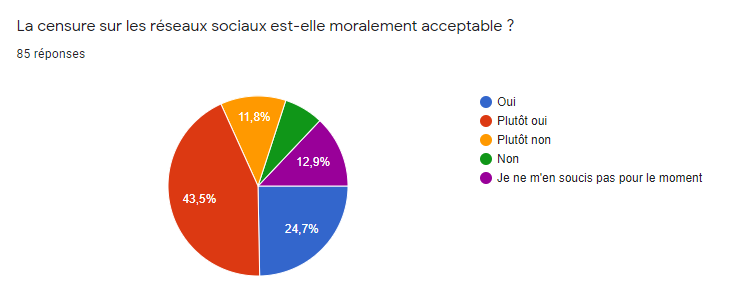 La censure sur les réseaux sociaux est-elle moralement acceptable ?
85 réponses
11,8%
12,9%
43,5%
24,7%
Oui
Plutôt oui
Plutôt non
Non
Je ne m'en soucis pas pour le moment